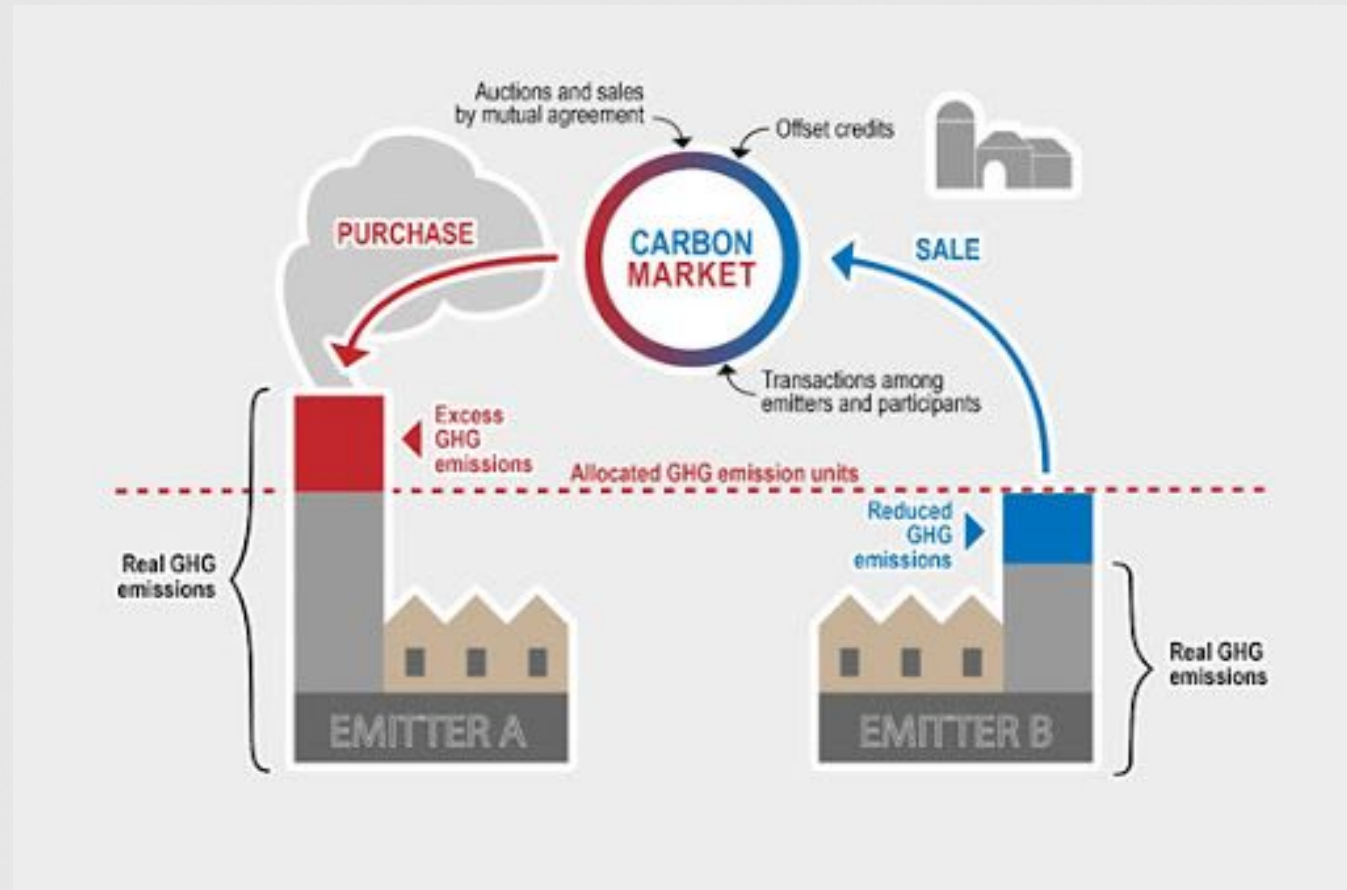 Auctions and sales
by mutual agreement
Offset credits
PURCHASE
CARBON
MARKET
SALE
Transactions among
emitters and participants
Excess
GHG
emissions
Allocated GHG emission units
Reduced
GHG
emissions
Real GHG
emissions
Real GHG
emissions
EMITTER A
EMITTER B